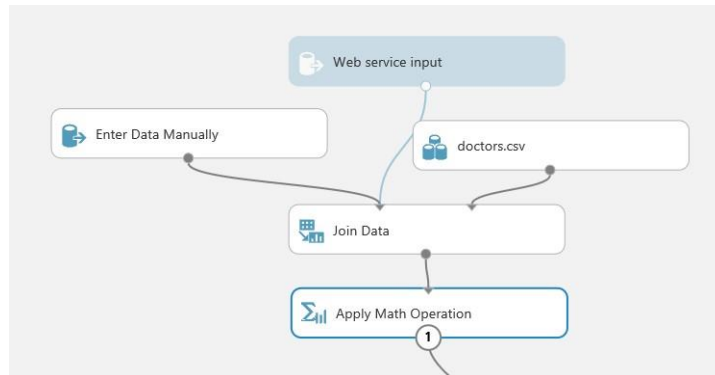 Web service input
Enter Data Manually
doctors.csv
Join Data
Apply Math Operation
1